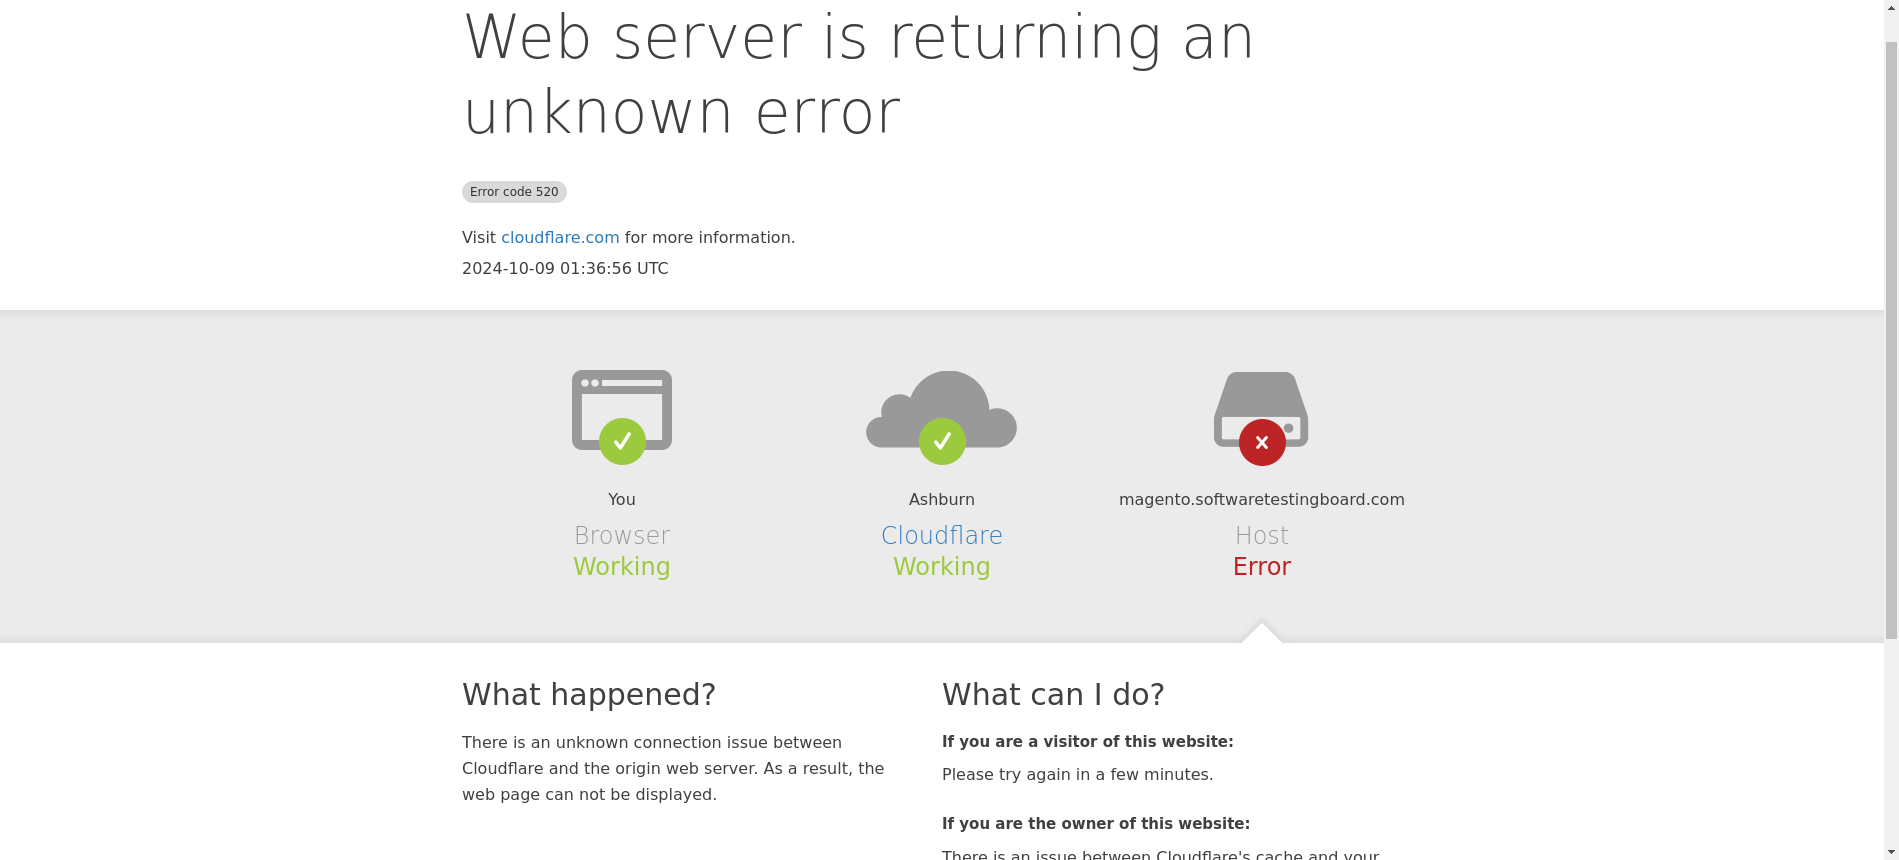 Web server is returning an
unknown error
Error code 520
Visit cloudflare.com for more information.
2024-10-09 01:36:56 UTC
You
Browser
Working
Ashburn
Cloudflare
Working
magento.softwaretestingboard.com
Host
Error
What happened?
There is an unknown connection issue between
Cloudflare and the origin web server. As a result, the
web page can not be displayed.
What can I do?
If you are a visitor of this website:
Please try again in a few minutes.
If you are the owner of this website:
There is an issue between Cloudflare's cache and your